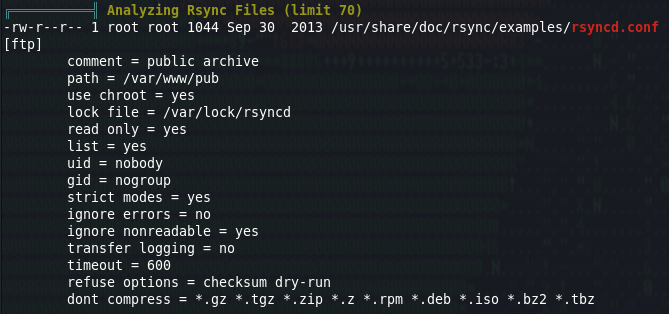 ╔══════════╣ Analyzing Rsync Files (limit 70)
-rw-r--r-- 1 root root 1044 Sep 30  2013 /usr/share/doc/rsync/examples/rsyncd.conf
[ftp]
        comment = public archive
        path = /var/www/pub
        use chroot = yes
        lock file = /var/lock/rsyncd
        read only = yes
        list = yes
        uid = nobody
        gid = nogroup
        strict modes = yes
        ignore errors = no
        ignore nonreadable = yes
        transfer logging = no
        timeout = 600
        refuse options = checksum dry-run
        dont compress = *.gz *.tgz *.zip *.z *.rpm *.deb *.iso *.bz2 *.tbz